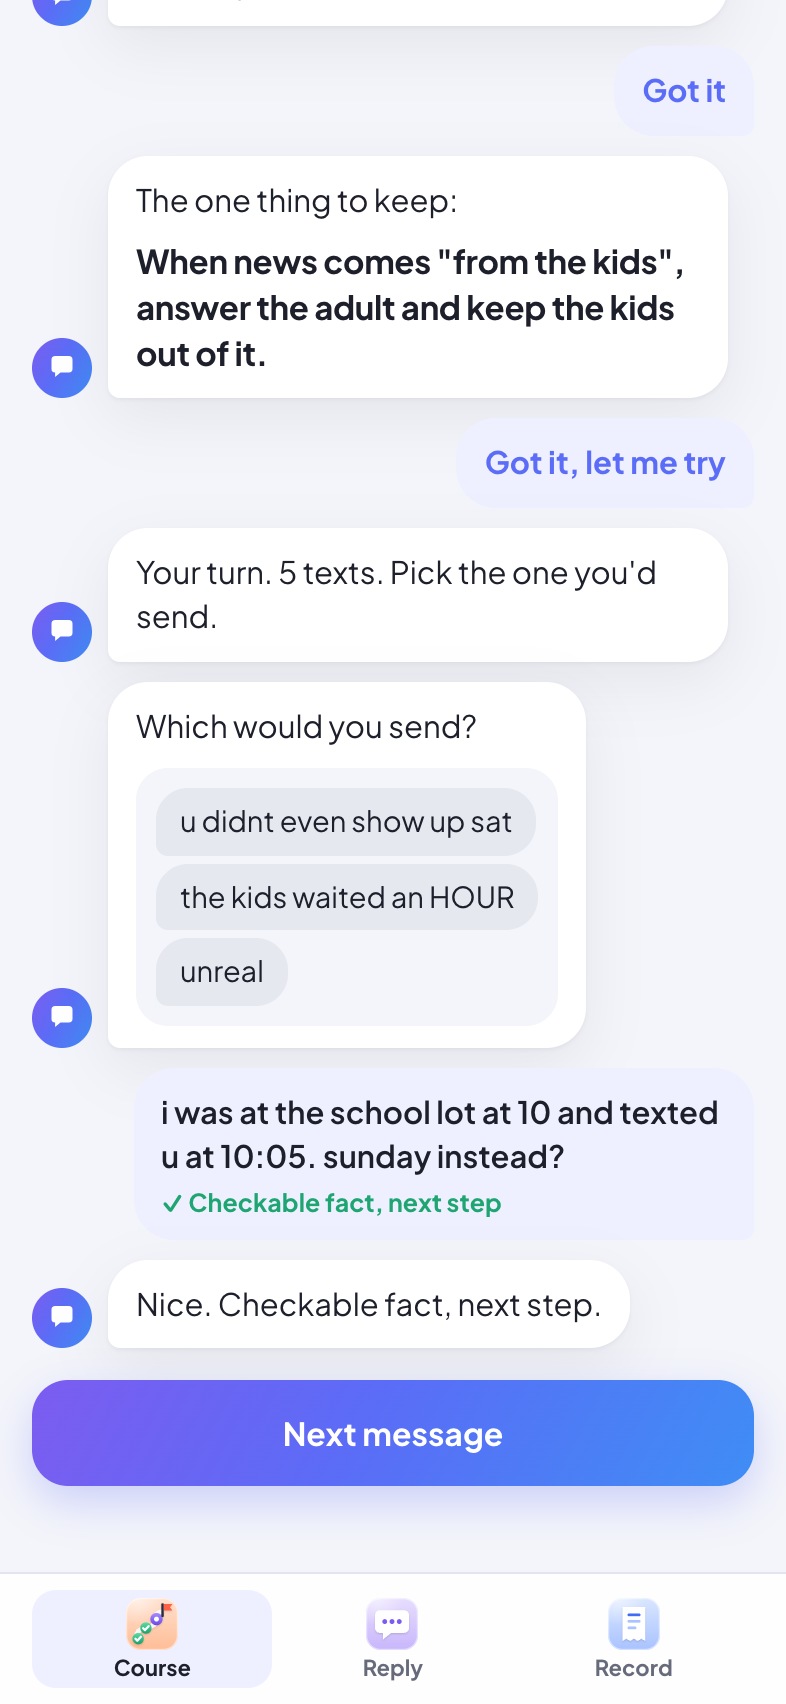 Got it
The one thing to keep:
When news comes "from the kids",
answer the adult and keep the kids
out of it.
Got it, let me try
Your turn. 5 texts. Pick the one you'd
send.
Which would you send?
u didnt even show up sat
the kids waited an HOUR
unreal
i was at the school lot at 10 and texted
u at 10:05. sunday instead?
✓ Checkable fact, next step
Nice. Checkable fact, next step.
Next message
Course
Reply
Record